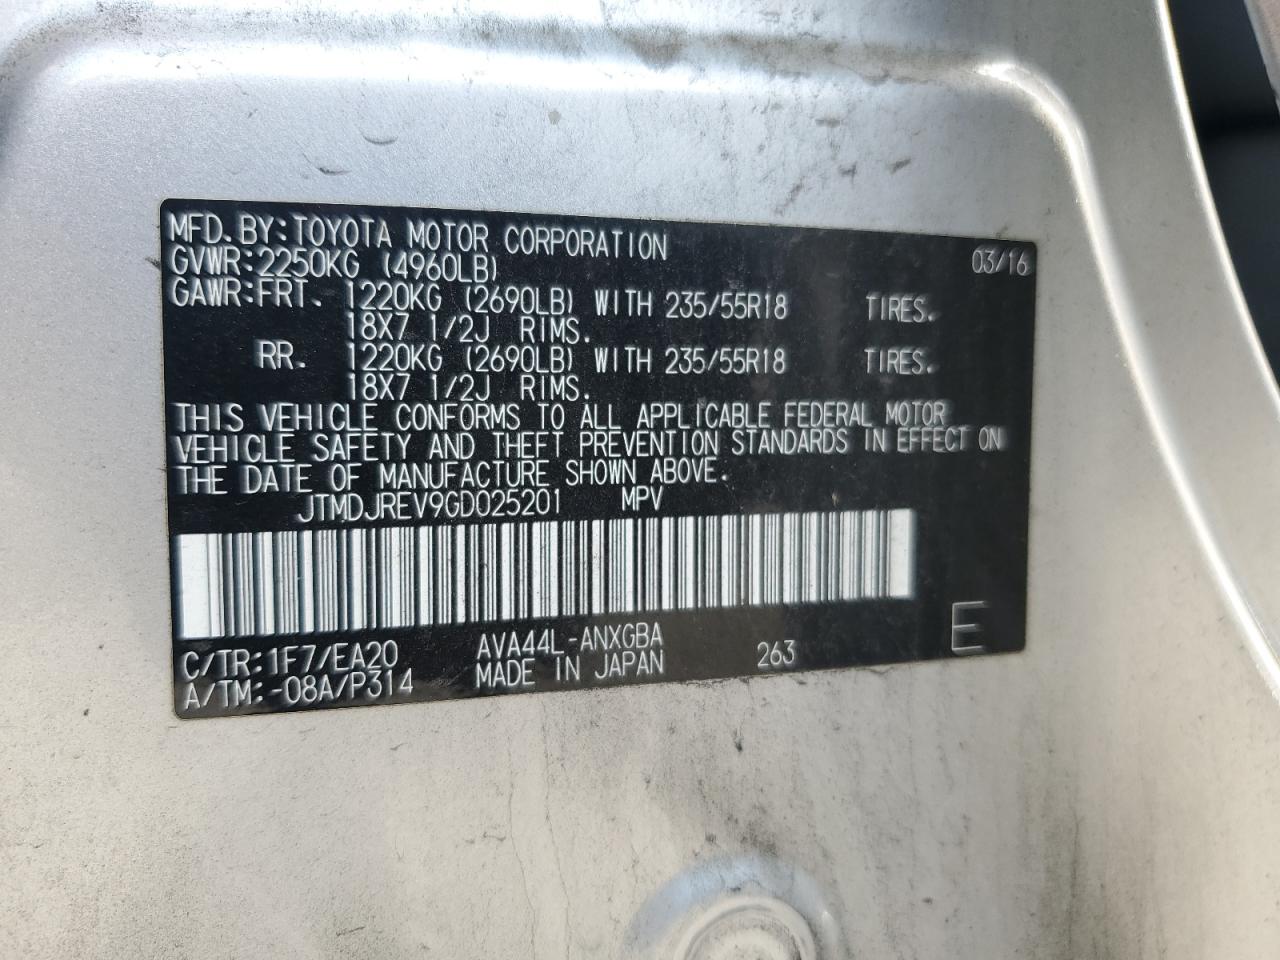 MFD.BY:TOYOTA MOTOR CORPORATION 03/16
GVWR:2250KG (4960LB)
GAWR:FRT. 1220KG (2690LB) WITH 235/55R18 TIRES.
18X7 1/2J RIMS.
RR. 1220KG (2690LB) WITH 235/55R18 TIRES.
18X7 1/2J RIMS.
THIS VEHICLE CONFORMS TO ALL APPLICABLE FEDERAL MOTOR
VEHICLE SAFETY AND THEFT PREVENTION STANDARDS IN EFFECT ON
THE DATE OF MANUFACTURE SHOWN ABOVE.
JTMDJREV9GD025201 MPV
C/TR:1F7/EA20 AVA44L-ANXGBA 263 E
A/TM:-08A/P314 MADE IN JAPAN